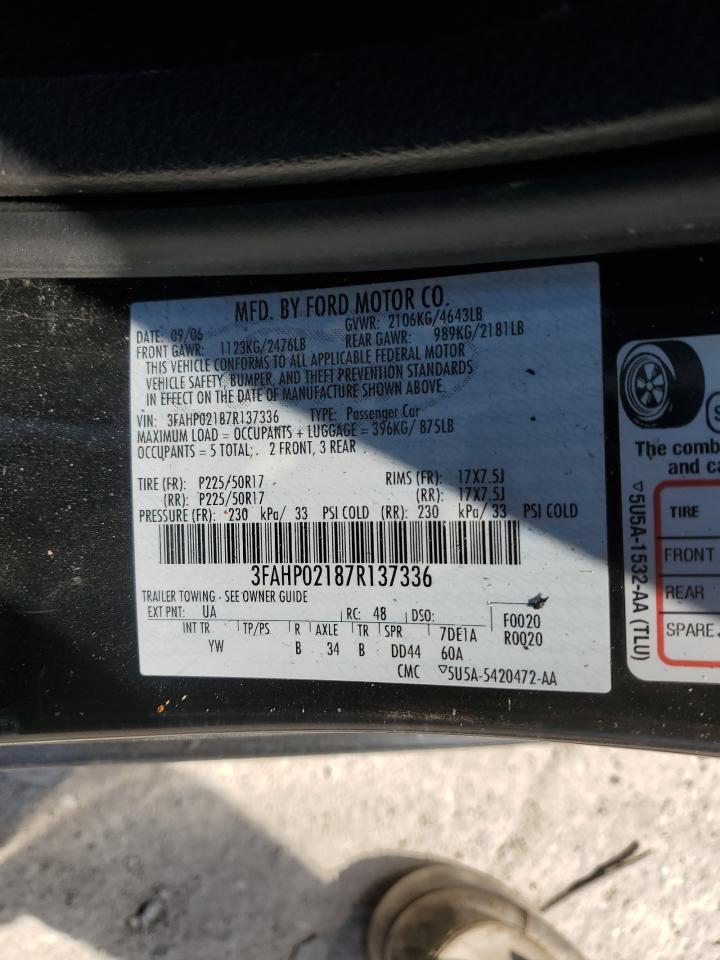 MFD. BY FORD MOTOR CO.
DATE: 09/06 GVWR: 2106KG/4643LB
FRONT GAWR: 1123KG/2476LB REAR GAWR: 989KG/2181LB
THIS VEHICLE CONFORMS TO ALL APPLICABLE FEDERAL MOTOR
VEHICLE SAFETY, BUMPER, AND THEFT PREVENTION STANDARDS
IN EFFECT ON THE DATE OF MANUFACTURE SHOWN ABOVE.
VIN: 3FAHP02187R137336 TYPE: Passenger Car
MAXIMUM LOAD = OCCUPANTS + LUGGAGE = 396KG/ 875LB
OCCUPANTS = 5 TOTAL;. 2 FRONT, 3 REAR
TIRE (FR): P225/50R17 RIMS (FR): 17X7.5J
(RR): P225/50R17 (RR): 17X7.5J
PRESSURE (FR): 230 kPa/ 33 PSI COLD (RR): 230 kPa/ 33 PSI COLD
3FAHP02187R137336
TRAILER TOWING - SEE OWNER GUIDE
EXT PNT: UA RC: 48 DSO: F0020
INT TR TP/PS R AXLE TR SPR 7DE1A R0020
YW B 34 B DD44 60A
CMC ▽5U5A-5420472-AA
The comb
and ca
TIRE
FRONT
REAR
SPARE
▽5U5A-1532-AA (TLU)